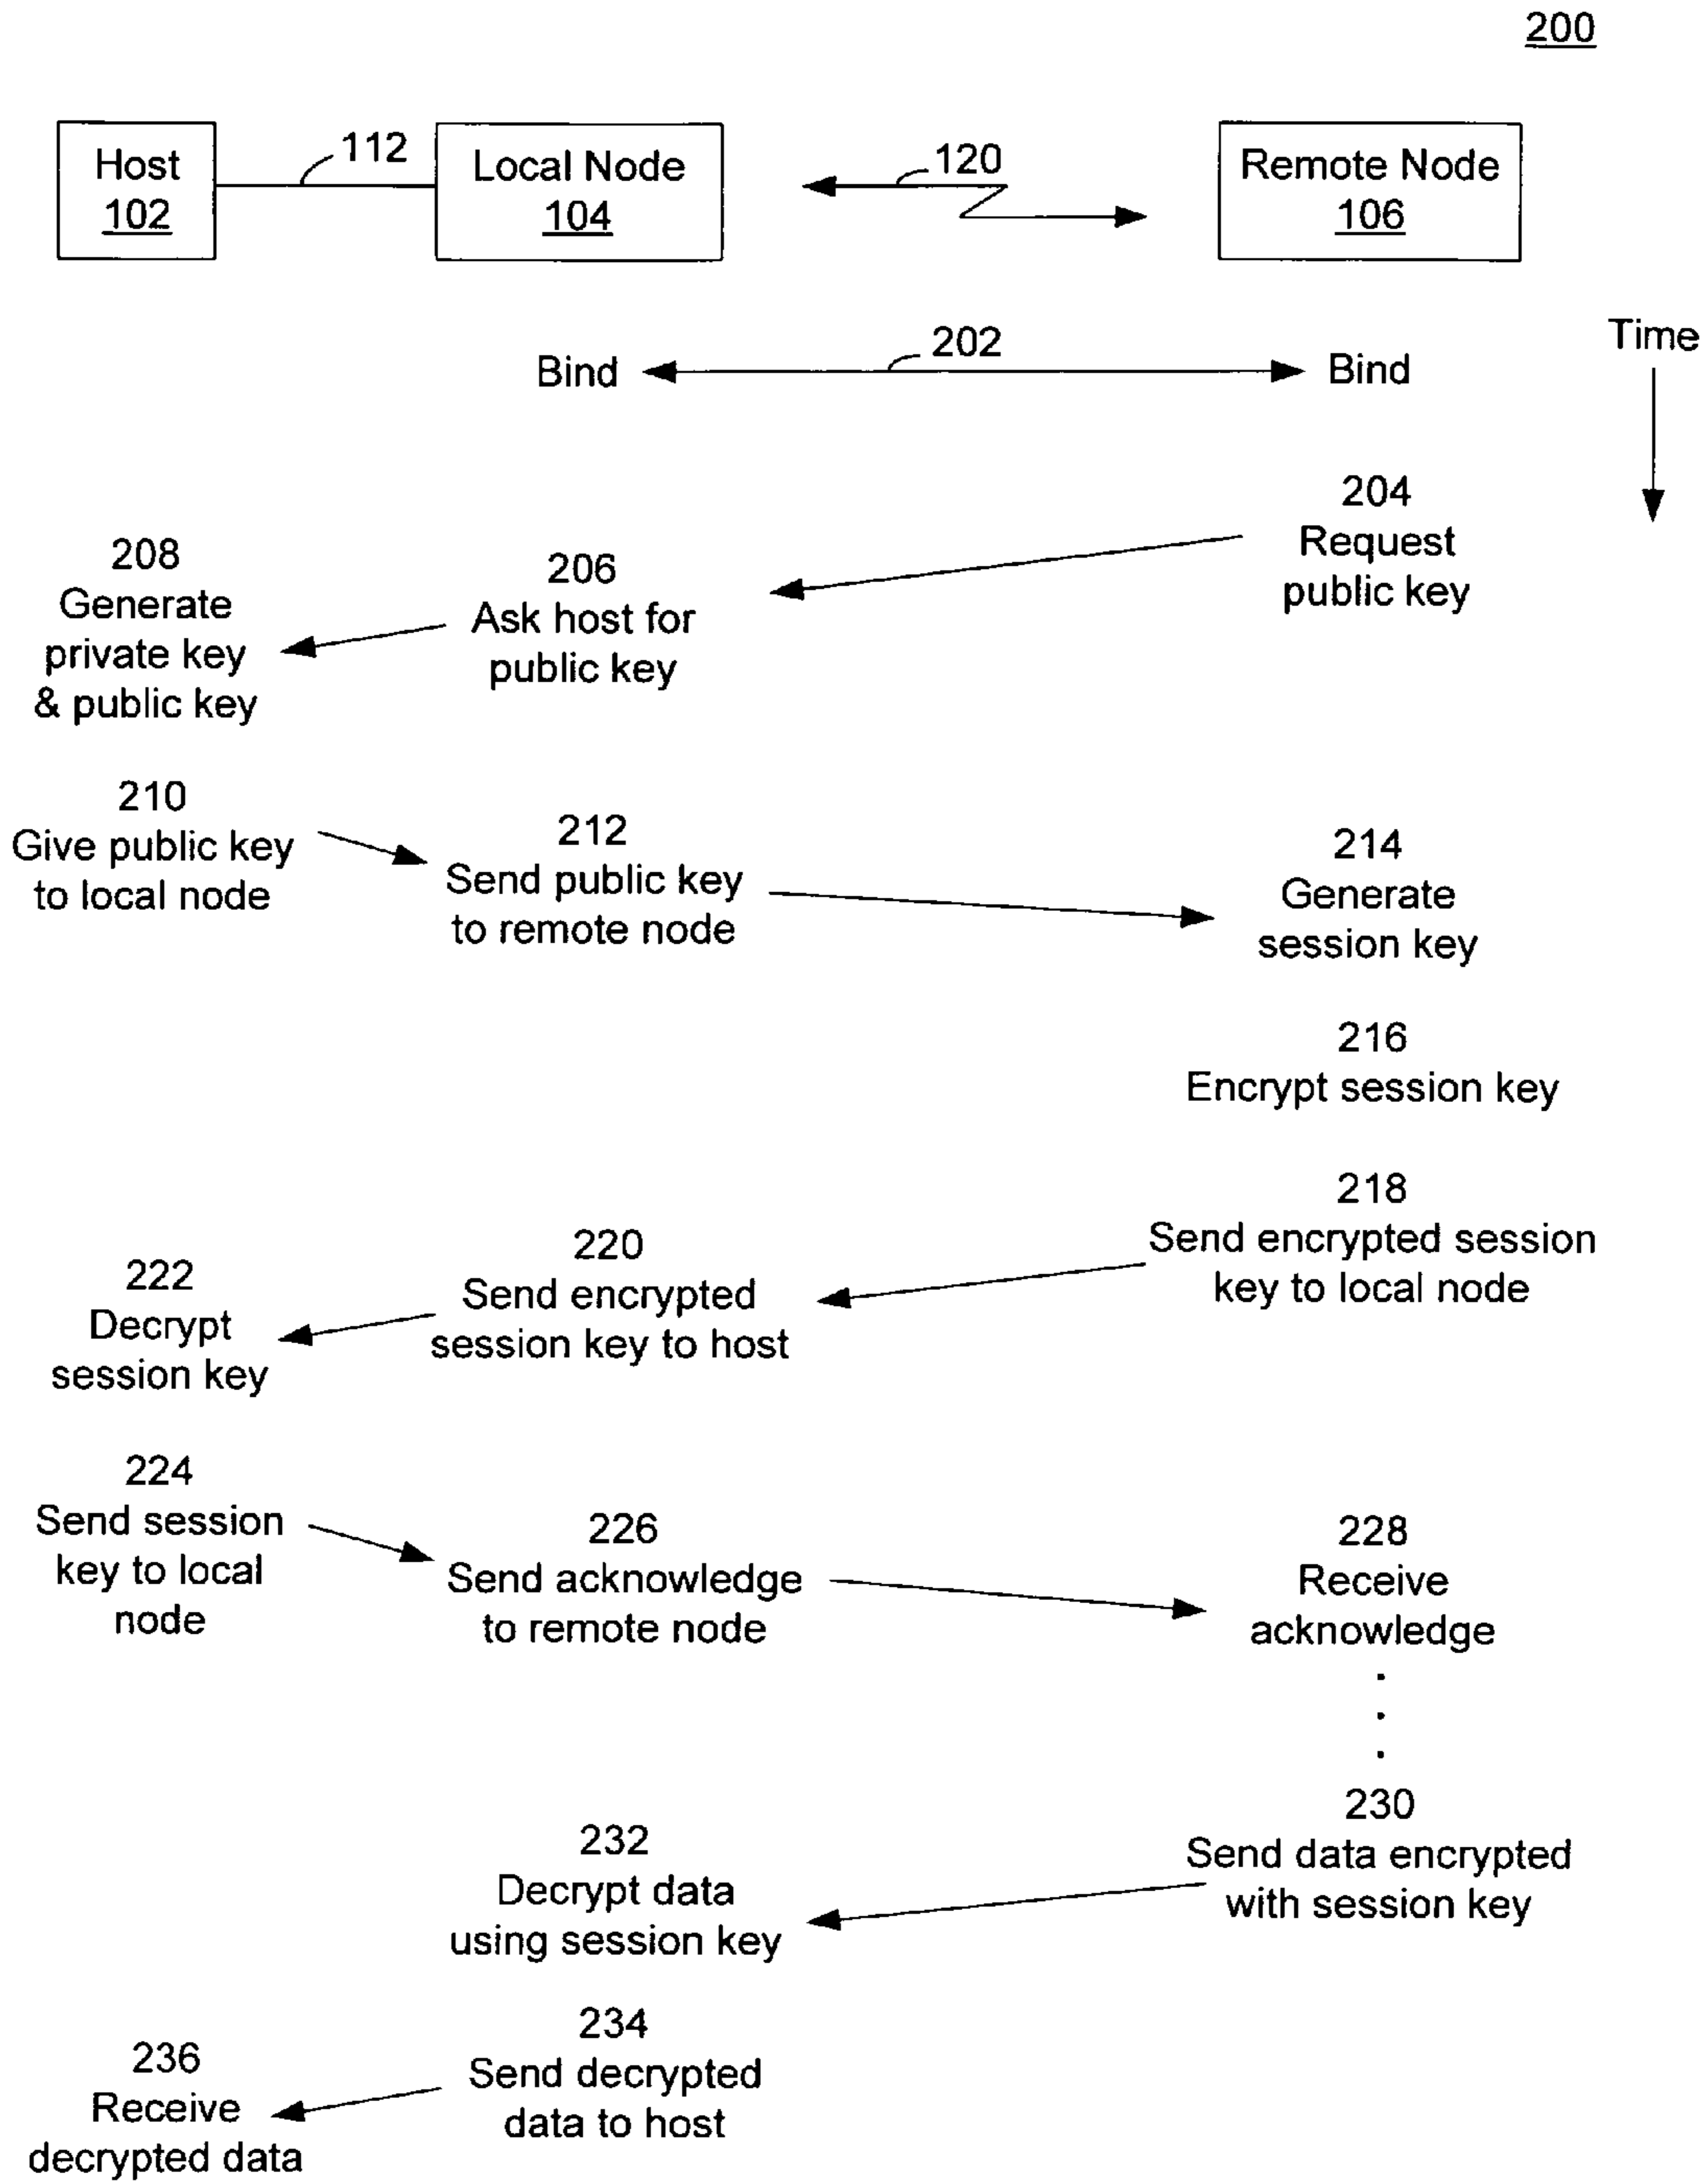 200
Host
102
112
Local Node
104
120
Remote Node
106
Time
Bind
202
Bind
204
Request
public key
206
Ask host for
public key
208
Generate
private key
& public key
210
Give public key
to local node
212
Send public key
to remote node
214
Generate
session key
216
Encrypt session key
218
Send encrypted session
key to local node
220
Send encrypted
session key to host
222
Decrypt
session key
224
Send session
key to local
node
226
Send acknowledge
to remote node
228
Receive
acknowledge
230
Send data encrypted
with session key
232
Decrypt data
using session key
234
Send decrypted
data to host
236
Receive
decrypted data